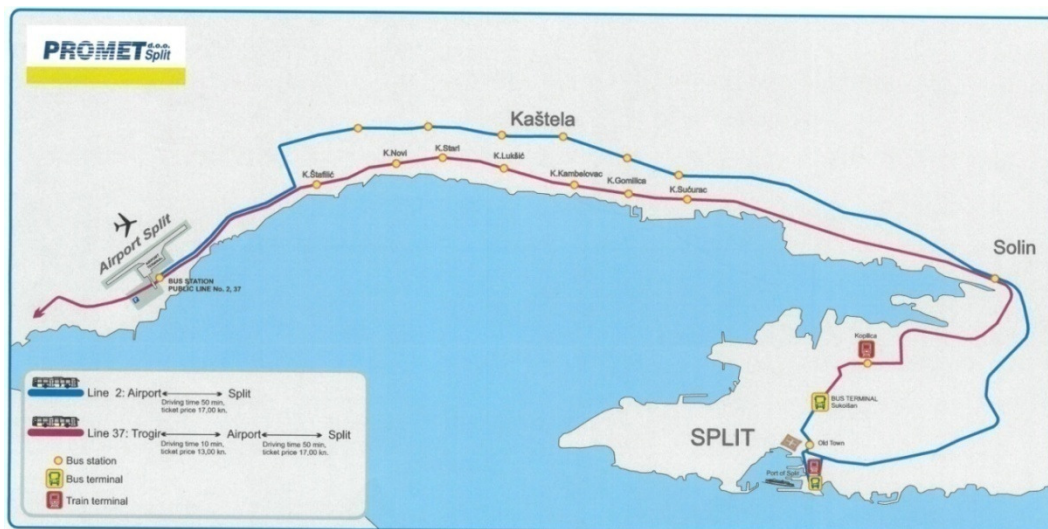 PROMET d.o.o. Split
Kaštela
K.Štafilić
K.Novi
K.Stari
K.Lukšić
K.Kambelovac
K.Gomilica
K.Sućurac
Airport Split
BUS STATION
PUBLIC LINE No. 2, 37
Solin
Kopilica
BUS TERMINAL
Sukoišan
SPLIT
Old Town
Port of Split
Line 2: Airport Split
Driving time 50 min,
ticket price 17,00 kn.
Line 37: Trogir Airport Split
Driving time 10 min,
ticket price 13,00 kn.
Driving time 50 min,
ticket price 17,00 kn.
Bus station
Bus terminal
Train terminal